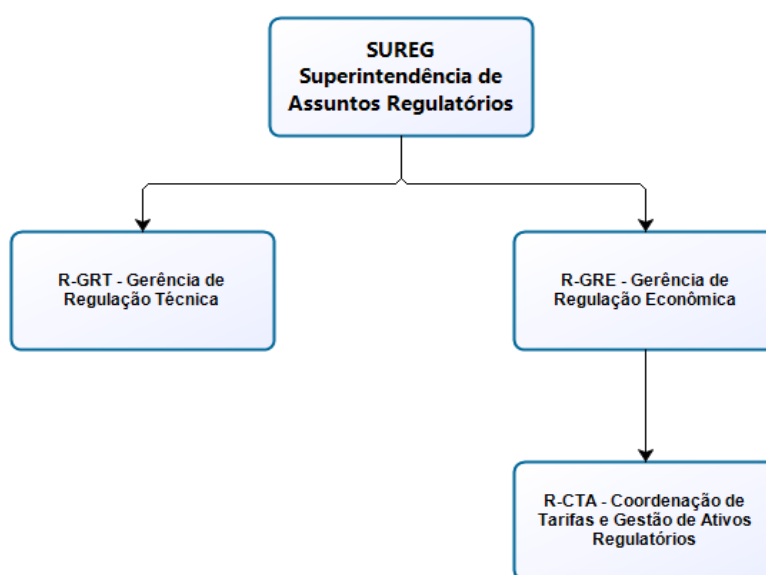 SUREG
Superintendência de
Assuntos Regulatórios
R-GRT - Gerência de
Regulação Técnica
R-GRE - Gerência de
Regulação Econômica
R-CTA - Coordenação de
Tarifas e Gestão de Ativos
Regulatórios